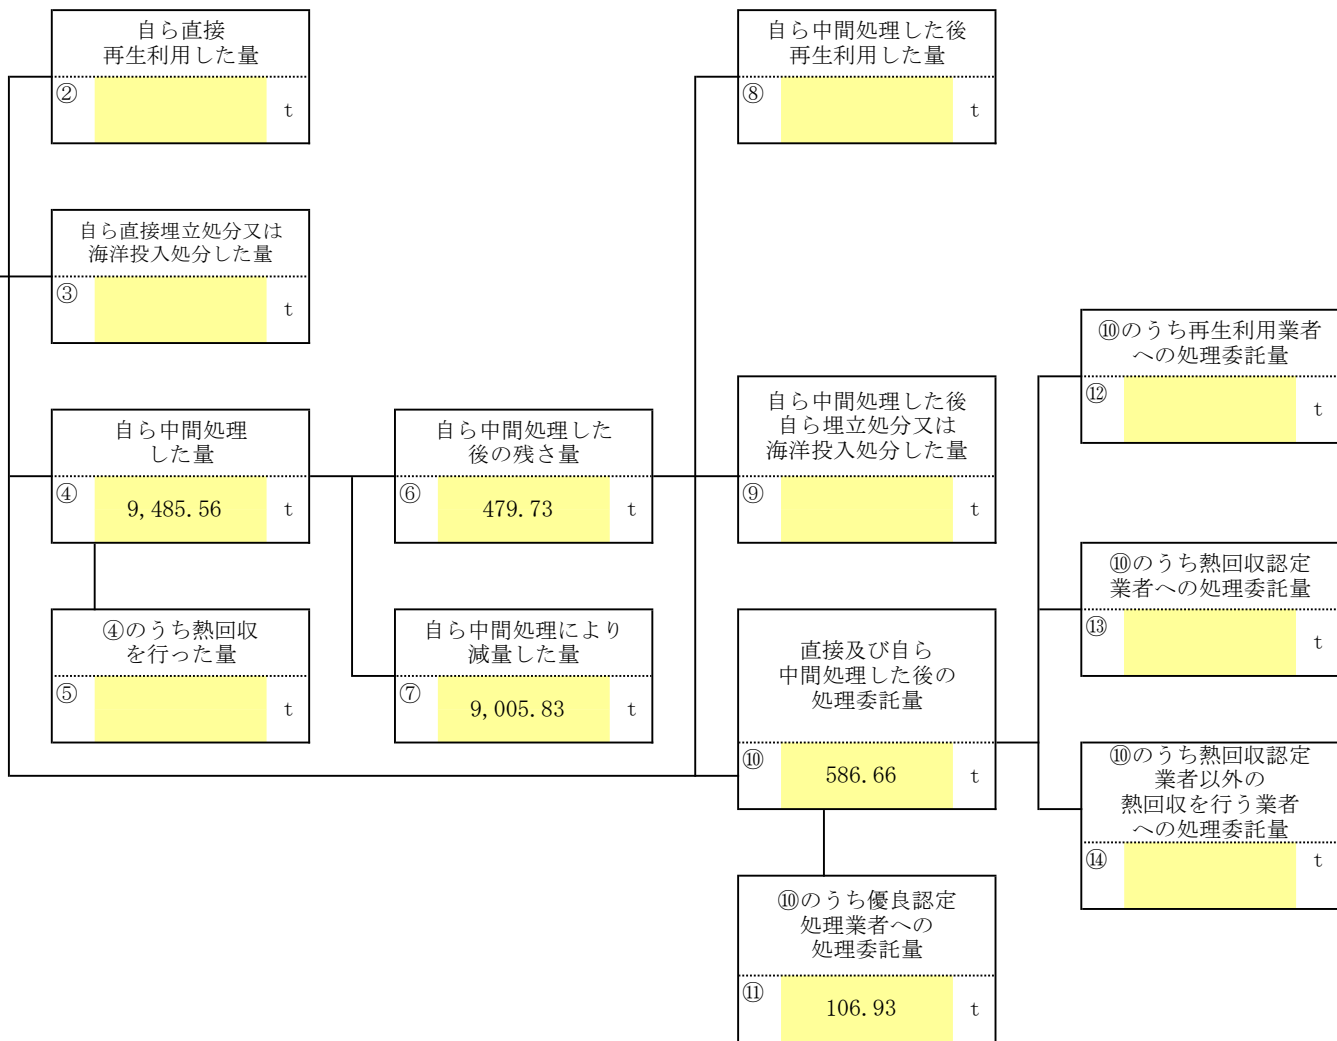 自ら直接
再生利用した量
②
t
自ら中間処理した後
再生利用した量
⑧
t
自ら直接埋立処分又は
海洋投入処分した量
③
t
⑩のうち再生利用業者
への処理委託量
⑫
t
自ら中間処理
した量
④
9,485.56
t
自ら中間処理した
後の残さ量
⑥
479.73
t
自ら中間処理した後
自ら埋立処分又は
海洋投入処分した量
⑨
t
⑩のうち熱回収認定
業者への処理委託量
⑬
t
④のうち熱回収
を行った量
⑤
t
自ら中間処理により
減量した量
⑦
9,005.83
t
直接及び自ら
中間処理した後の
処理委託量
⑩
586.66
t
⑩のうち熱回収認定
業者以外の
熱回収を行う業者
への処理委託量
⑭
t
⑩のうち優良認定
処理業者への
処理委託量
⑪
106.93
t